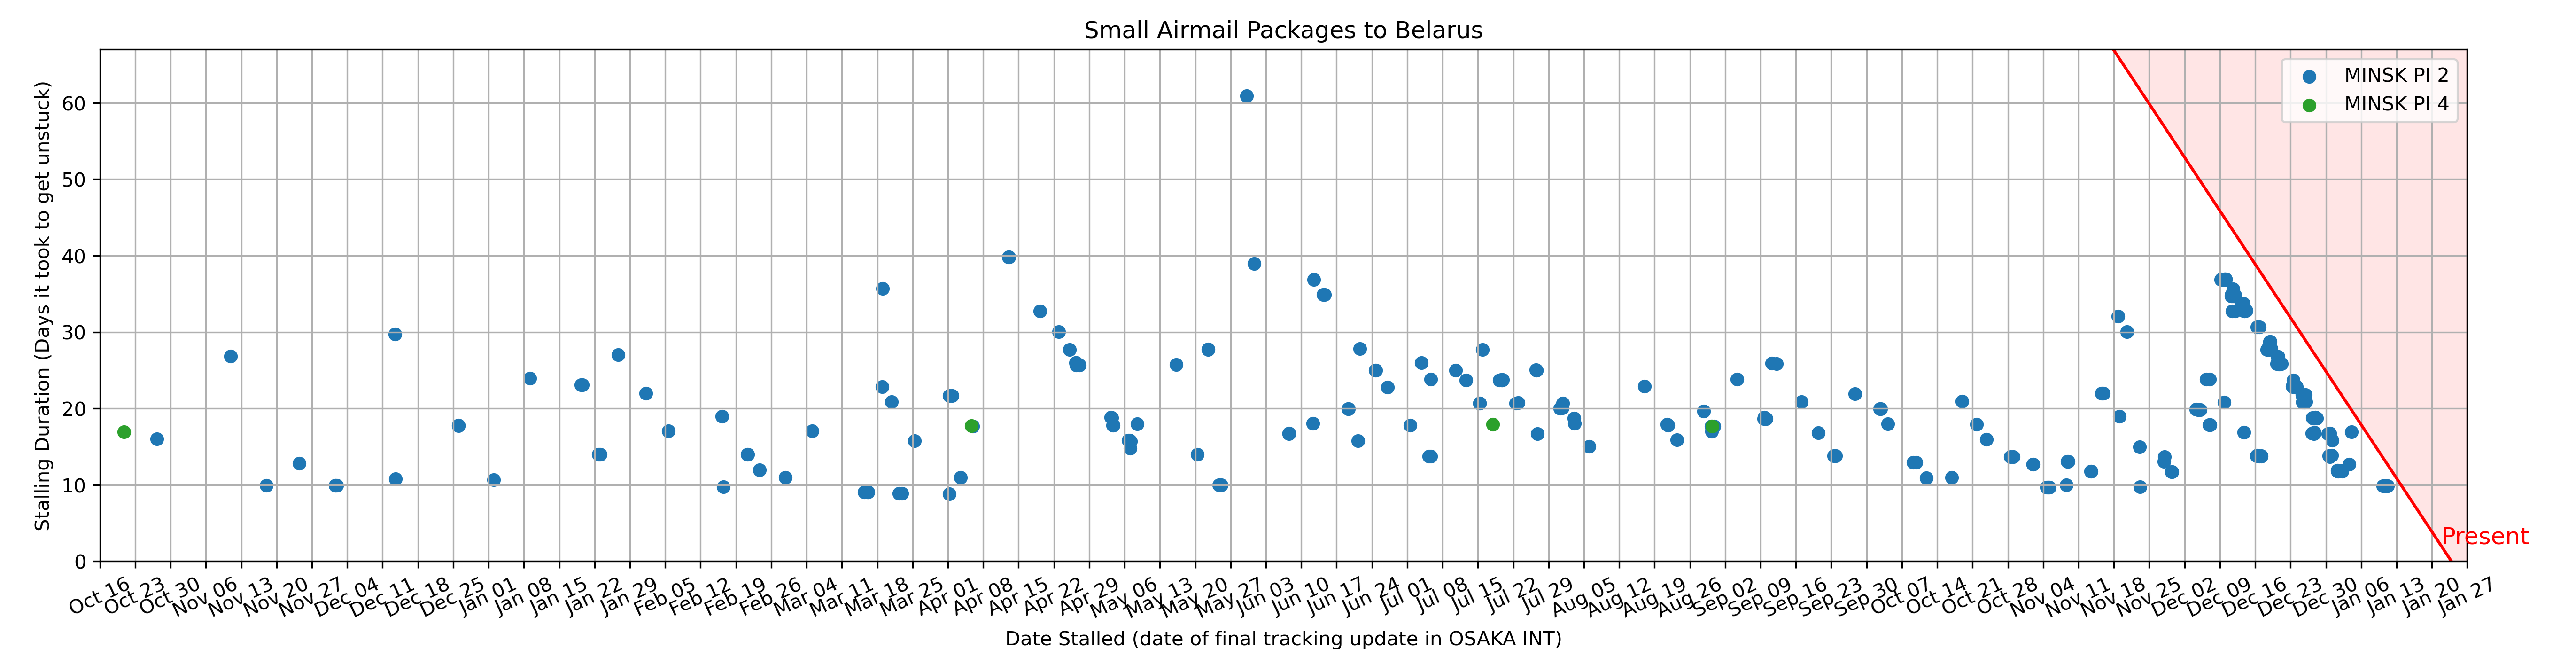 Small Airmail Packages to Belarus
MINSK PI 2
MINSK PI 4
Stalling Duration (Days it took to get unstuck)
60
50
40
30
20
10
0
Present
Oct 16 Oct 23 Oct 30 Nov 06 Nov 13 Nov 20 Nov 27 Dec 04 Dec 11 Dec 18 Dec 25 Jan 01 Jan 08 Jan 15 Jan 22 Jan 29 Feb 05 Feb 12 Feb 19 Feb 26 Mar 04 Mar 11 Mar 18 Mar 25 Apr 01 Apr 08 Apr 15 Apr 22 Apr 29 May 06 May 13 May 20 May 27 Jun 03 Jun 10 Jun 17 Jun 24 Jul 01 Jul 08 Jul 15 Jul 22 Jul 29 Aug 05 Aug 12 Aug 19 Aug 26 Sep 02 Sep 09 Sep 16 Sep 23 Sep 30 Oct 07 Oct 14 Oct 21 Oct 28 Nov 04 Nov 11 Nov 18 Nov 25 Dec 02 Dec 09 Dec 16 Dec 23 Dec 30 Jan 06 Jan 13 Jan 20 Jan 27
Date Stalled (date of final tracking update in OSAKA INT)